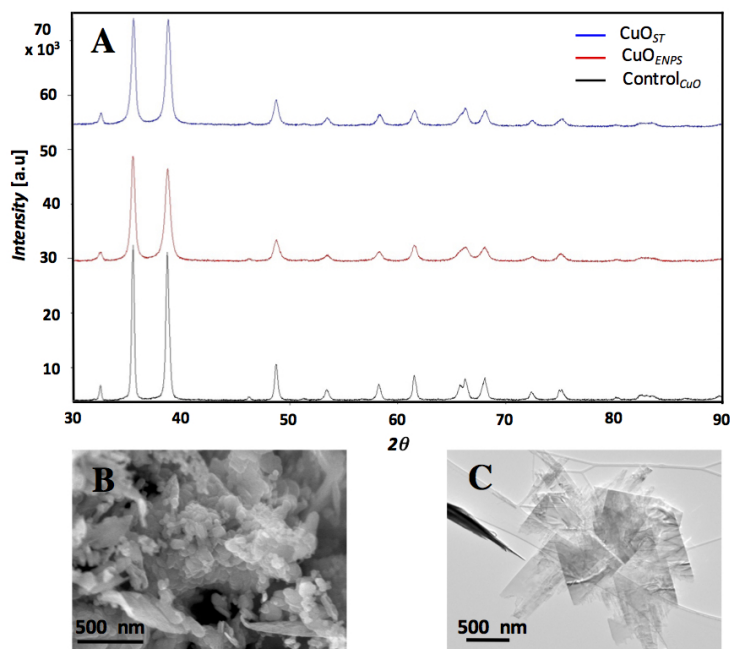 70
x 10³
60
50
40
30
20
10
Intensity [a.u]
A
CuO_ST
CuO_ENPS
Control_CuO
30 40 50 60 70 80 90
2θ
B
500 nm
C
500 nm